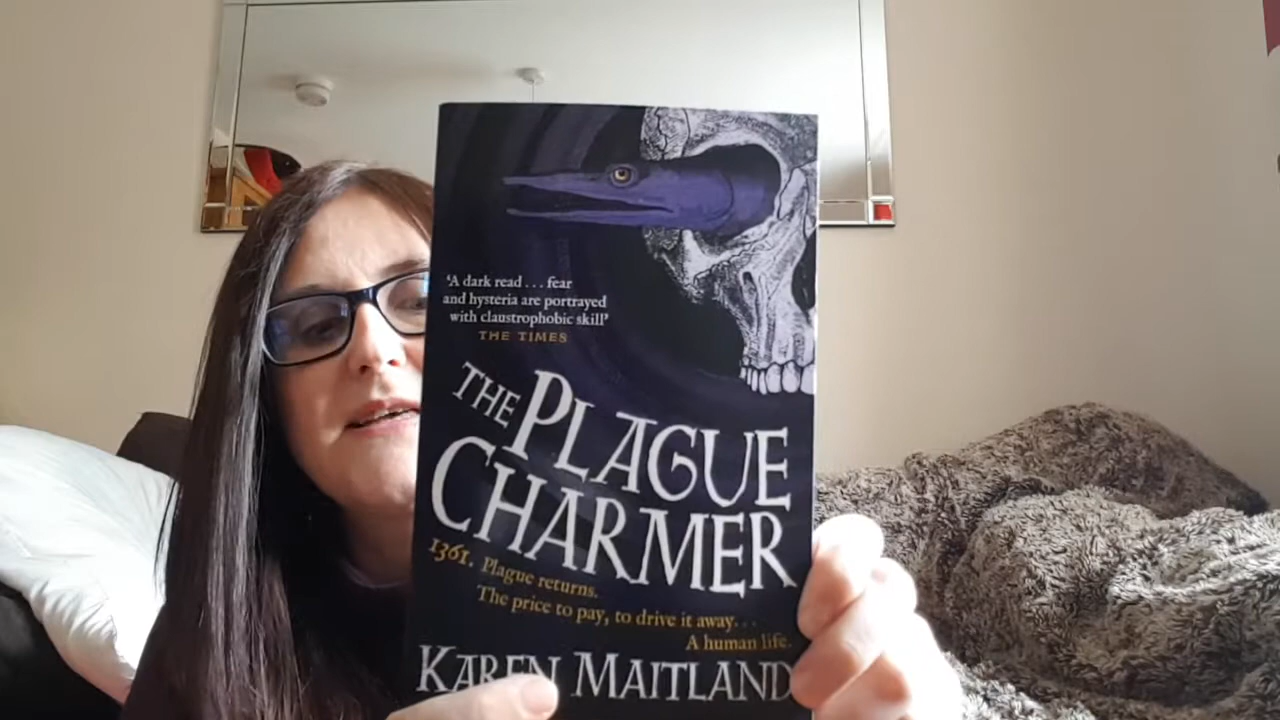 ‘A dark read . . . fear
and hysteria are portrayed
with claustrophobic skill’
THE TIMES
THE PLAGUE
CHARMER
1361. Plague returns.
The price to pay, to drive it away. . .
A human life.
KAREN MAITLAND